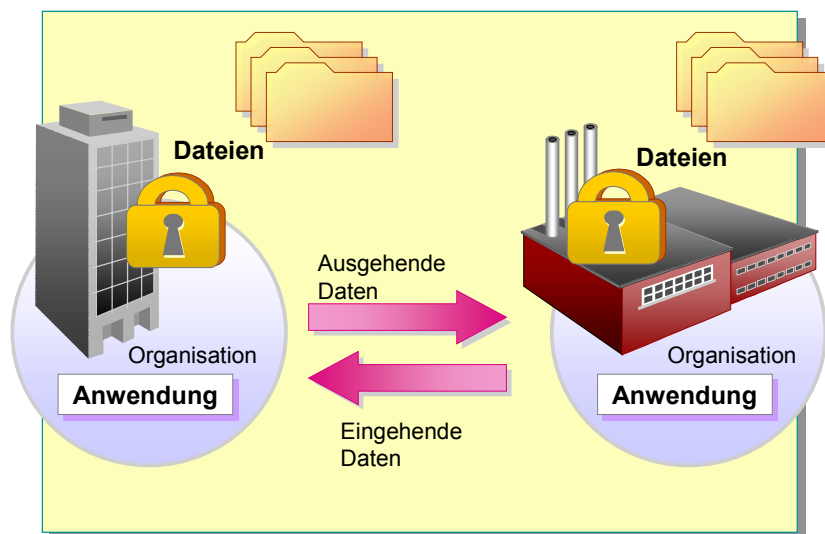 Dateien
Dateien
Ausgehende
Daten
Organisation
Organisation
Anwendung
Anwendung
Eingehende
Daten